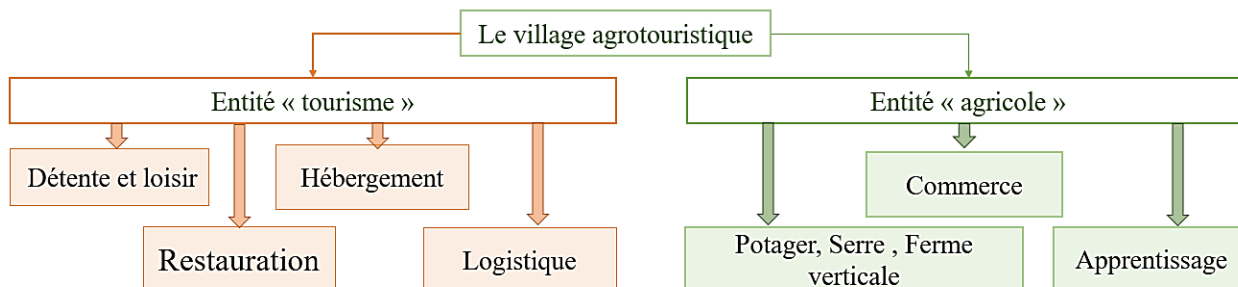 Le village agrotouristique
Entité « tourisme »
Entité « agricole »
Détente et loisir
Hébergement
Commerce
Restauration
Logistique
Potager, Serre , Ferme
verticale
Apprentissage